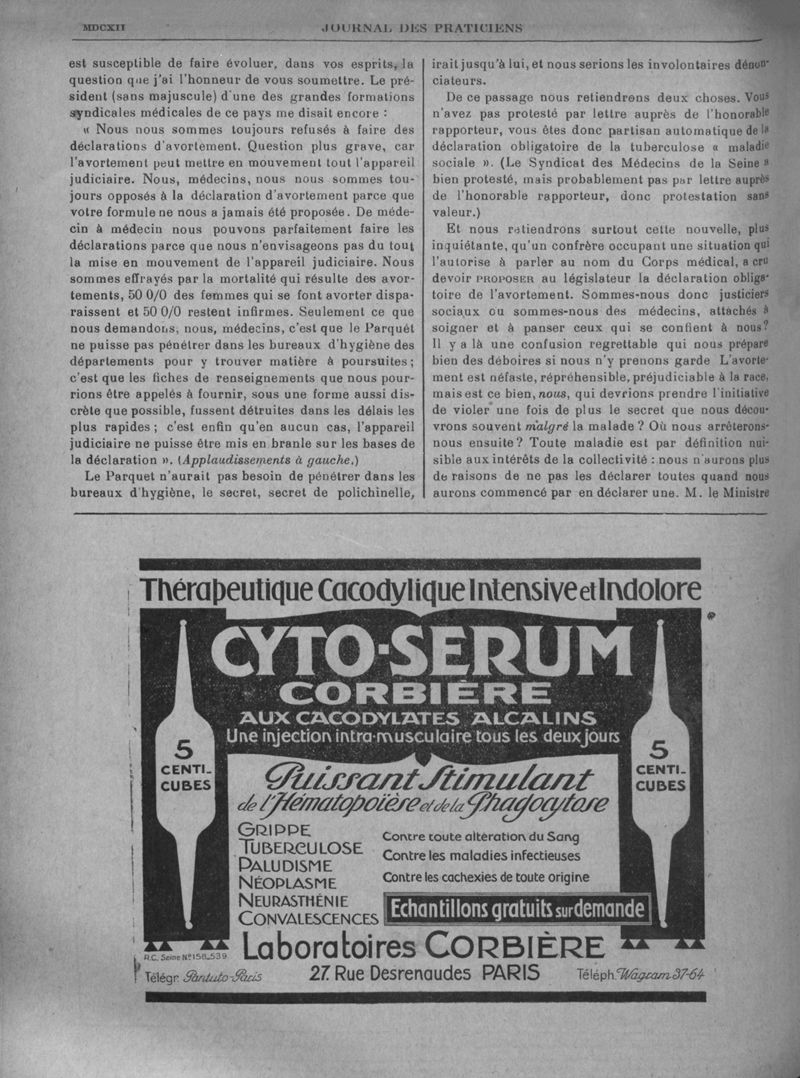 MDCXII
JOURNAL DES PRATICIENS
est susceptible de faire évoluer, dans vos esprits, la
question que j'ai l'honneur de vous soumettre. Le pré-
sident (sans majuscule) d'une des grandes formations
syndicales médicales de ce pays me disait encore :
« Nous nous sommes toujours refusés à faire des
déclarations d'avortement. Question plus grave, car
l'avortement peut mettre en mouvement tout l'appareil
judiciaire. Nous, médecins, nous nous sommes tou-
jours opposés à la déclaration d'avortement parce que
votre formule ne nous a jamais été proposée. De méde-
cin à médecin nous pouvons parfaitement faire les
déclarations parce que nous n'envisageons pas du tout
la mise en mouvement de l'appareil judiciaire. Nous
sommes effrayés par la mortalité qui résulte des avor-
tements, 50 0/0 des femmes qui se font avorter dispa-
raissent et 50 0/0 restent infirmes. Seulement ce que
nous demandons, nous, médecins, c'est que le Parquet
ne puisse pas pénétrer dans les bureaux d'hygiène des
départements pour y trouver matière à poursuites ;
c'est que les fiches de renseignements que nous pour-
rions être appelés à fournir, sous une forme aussi dis-
crète que possible, fussent détruites dans les délais les
plus rapides ; c'est enfin qu'en aucun cas, l'appareil
judiciaire ne puisse être mis en branle sur les bases de
la déclaration ». (Applaudissements à gauche.)
Le Parquet n'aurait pas besoin de pénétrer dans les
bureaux d'hygiène, le secret, secret de polichinelle,
irait jusqu'à lui, et nous serions les involontaires dénon-
ciateurs.
De ce passage nous retiendrons deux choses. Vous
n'avez pas protesté par lettre auprès de l'honorable
rapporteur, vous êtes donc partisan automatique de la
déclaration obligatoire de la tuberculose « maladie
sociale ». (Le Syndicat des Médecins de la Seine a
bien protesté, mais probablement pas par lettre auprès
de l'honorable rapporteur, donc protestation sans
valeur.)
Et nous retiendrons surtout cette nouvelle, plus
inquiétante, qu'un confrère occupant une situation qui
l'autorise à parler au nom du Corps médical, a cru
devoir PROPOSER au législateur la déclaration obliga-
toire de l'avortement. Sommes-nous donc justiciers
sociaux ou sommes-nous des médecins, attachés à
soigner et à panser ceux qui se confient à nous?
Il y a là une confusion regrettable qui nous prépare
bien des déboires si nous n'y prenons garde L'avorte-
ment est néfaste, répréhensible, préjudiciable à la race,
mais est ce bien, nous, qui devrions prendre l'initiative
de violer une fois de plus le secret que nous décou-
vrons souvent malgré la malade ? Où nous arrêterons-
nous ensuite ? Toute maladie est par définition nui-
sible aux intérêts de la collectivité : nous n'aurons plus
de raisons de ne pas les déclarer toutes quand nous
aurons commencé par en déclarer une. M. le Ministre
Thérapeutique Cacodylique Intensive et Indolore
CYTO-SERUM
CORBIÈRE
AUX CACODYLATES ALCALINS
Une injection intra-musculaire tous les deux jours
5
CENTI-
CUBES
5
CENTI-
CUBES
Puissant Stimulant
de l'Hématopoïèse et de la Phagocytose
GRIPPE
TUBERCULOSE
PALUDISME
NÉOPLASME
NEURASTHÉNIE
CONVALESCENCES
Contre toute altération du Sang
Contre les maladies infectieuses
Contre les cachexies de toute origine
Echantillons gratuits sur demande
Laboratoires CORBIÈRE
R.C. Seine N° 158_539
Télégr. Pantuto-Paris
27. Rue Desrenaudes PARIS
Téléph. Wagram 37-64